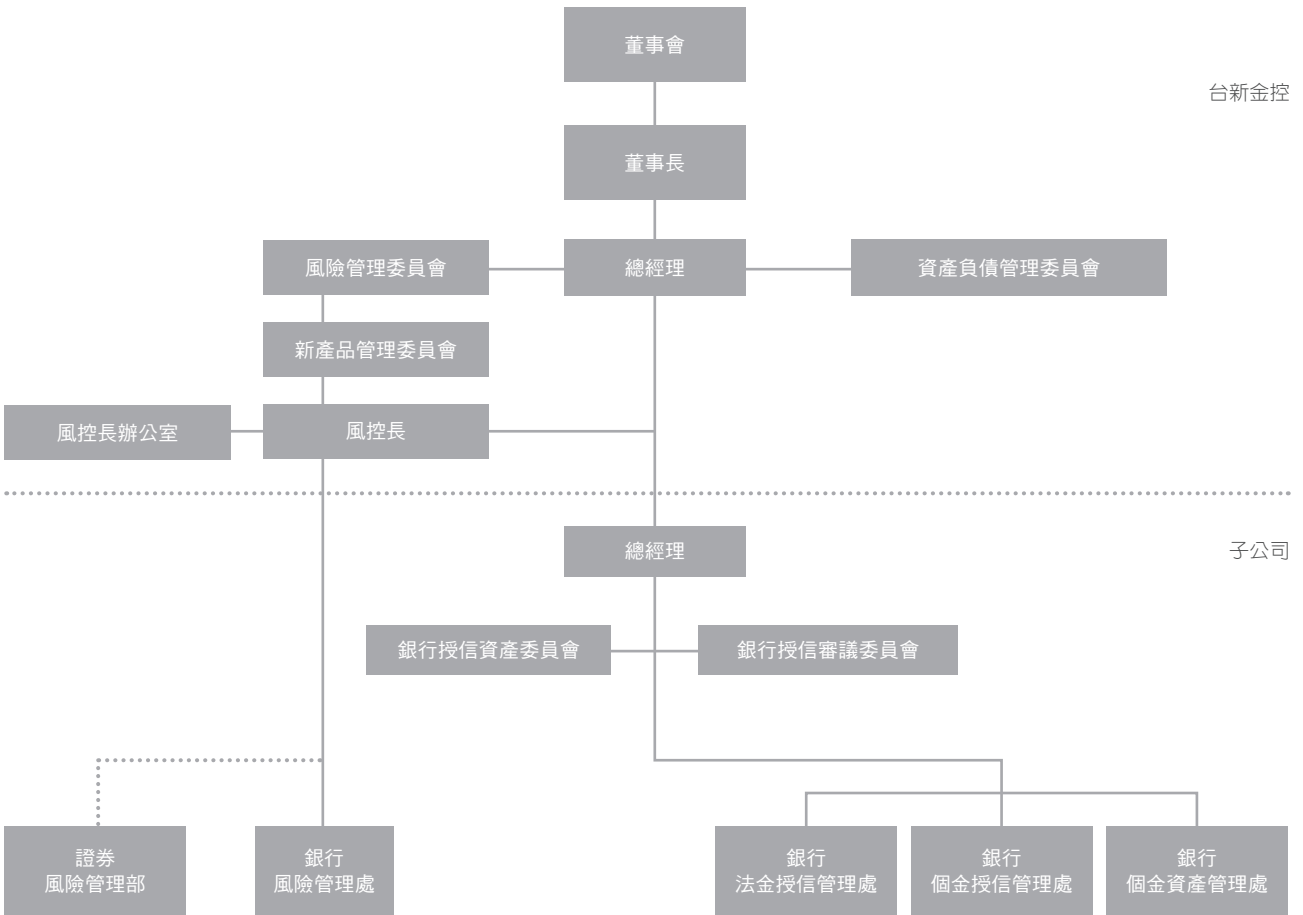 董事會
台新金控
董事長
風險管理委員會
總經理
資產負債管理委員會
新產品管理委員會
風控長辦公室
風控長
總經理
子公司
銀行授信資產委員會
銀行授信審議委員會
證券
風險管理部
銀行
風險管理處
銀行
法金授信管理處
銀行
個金授信管理處
銀行
個金資產管理處